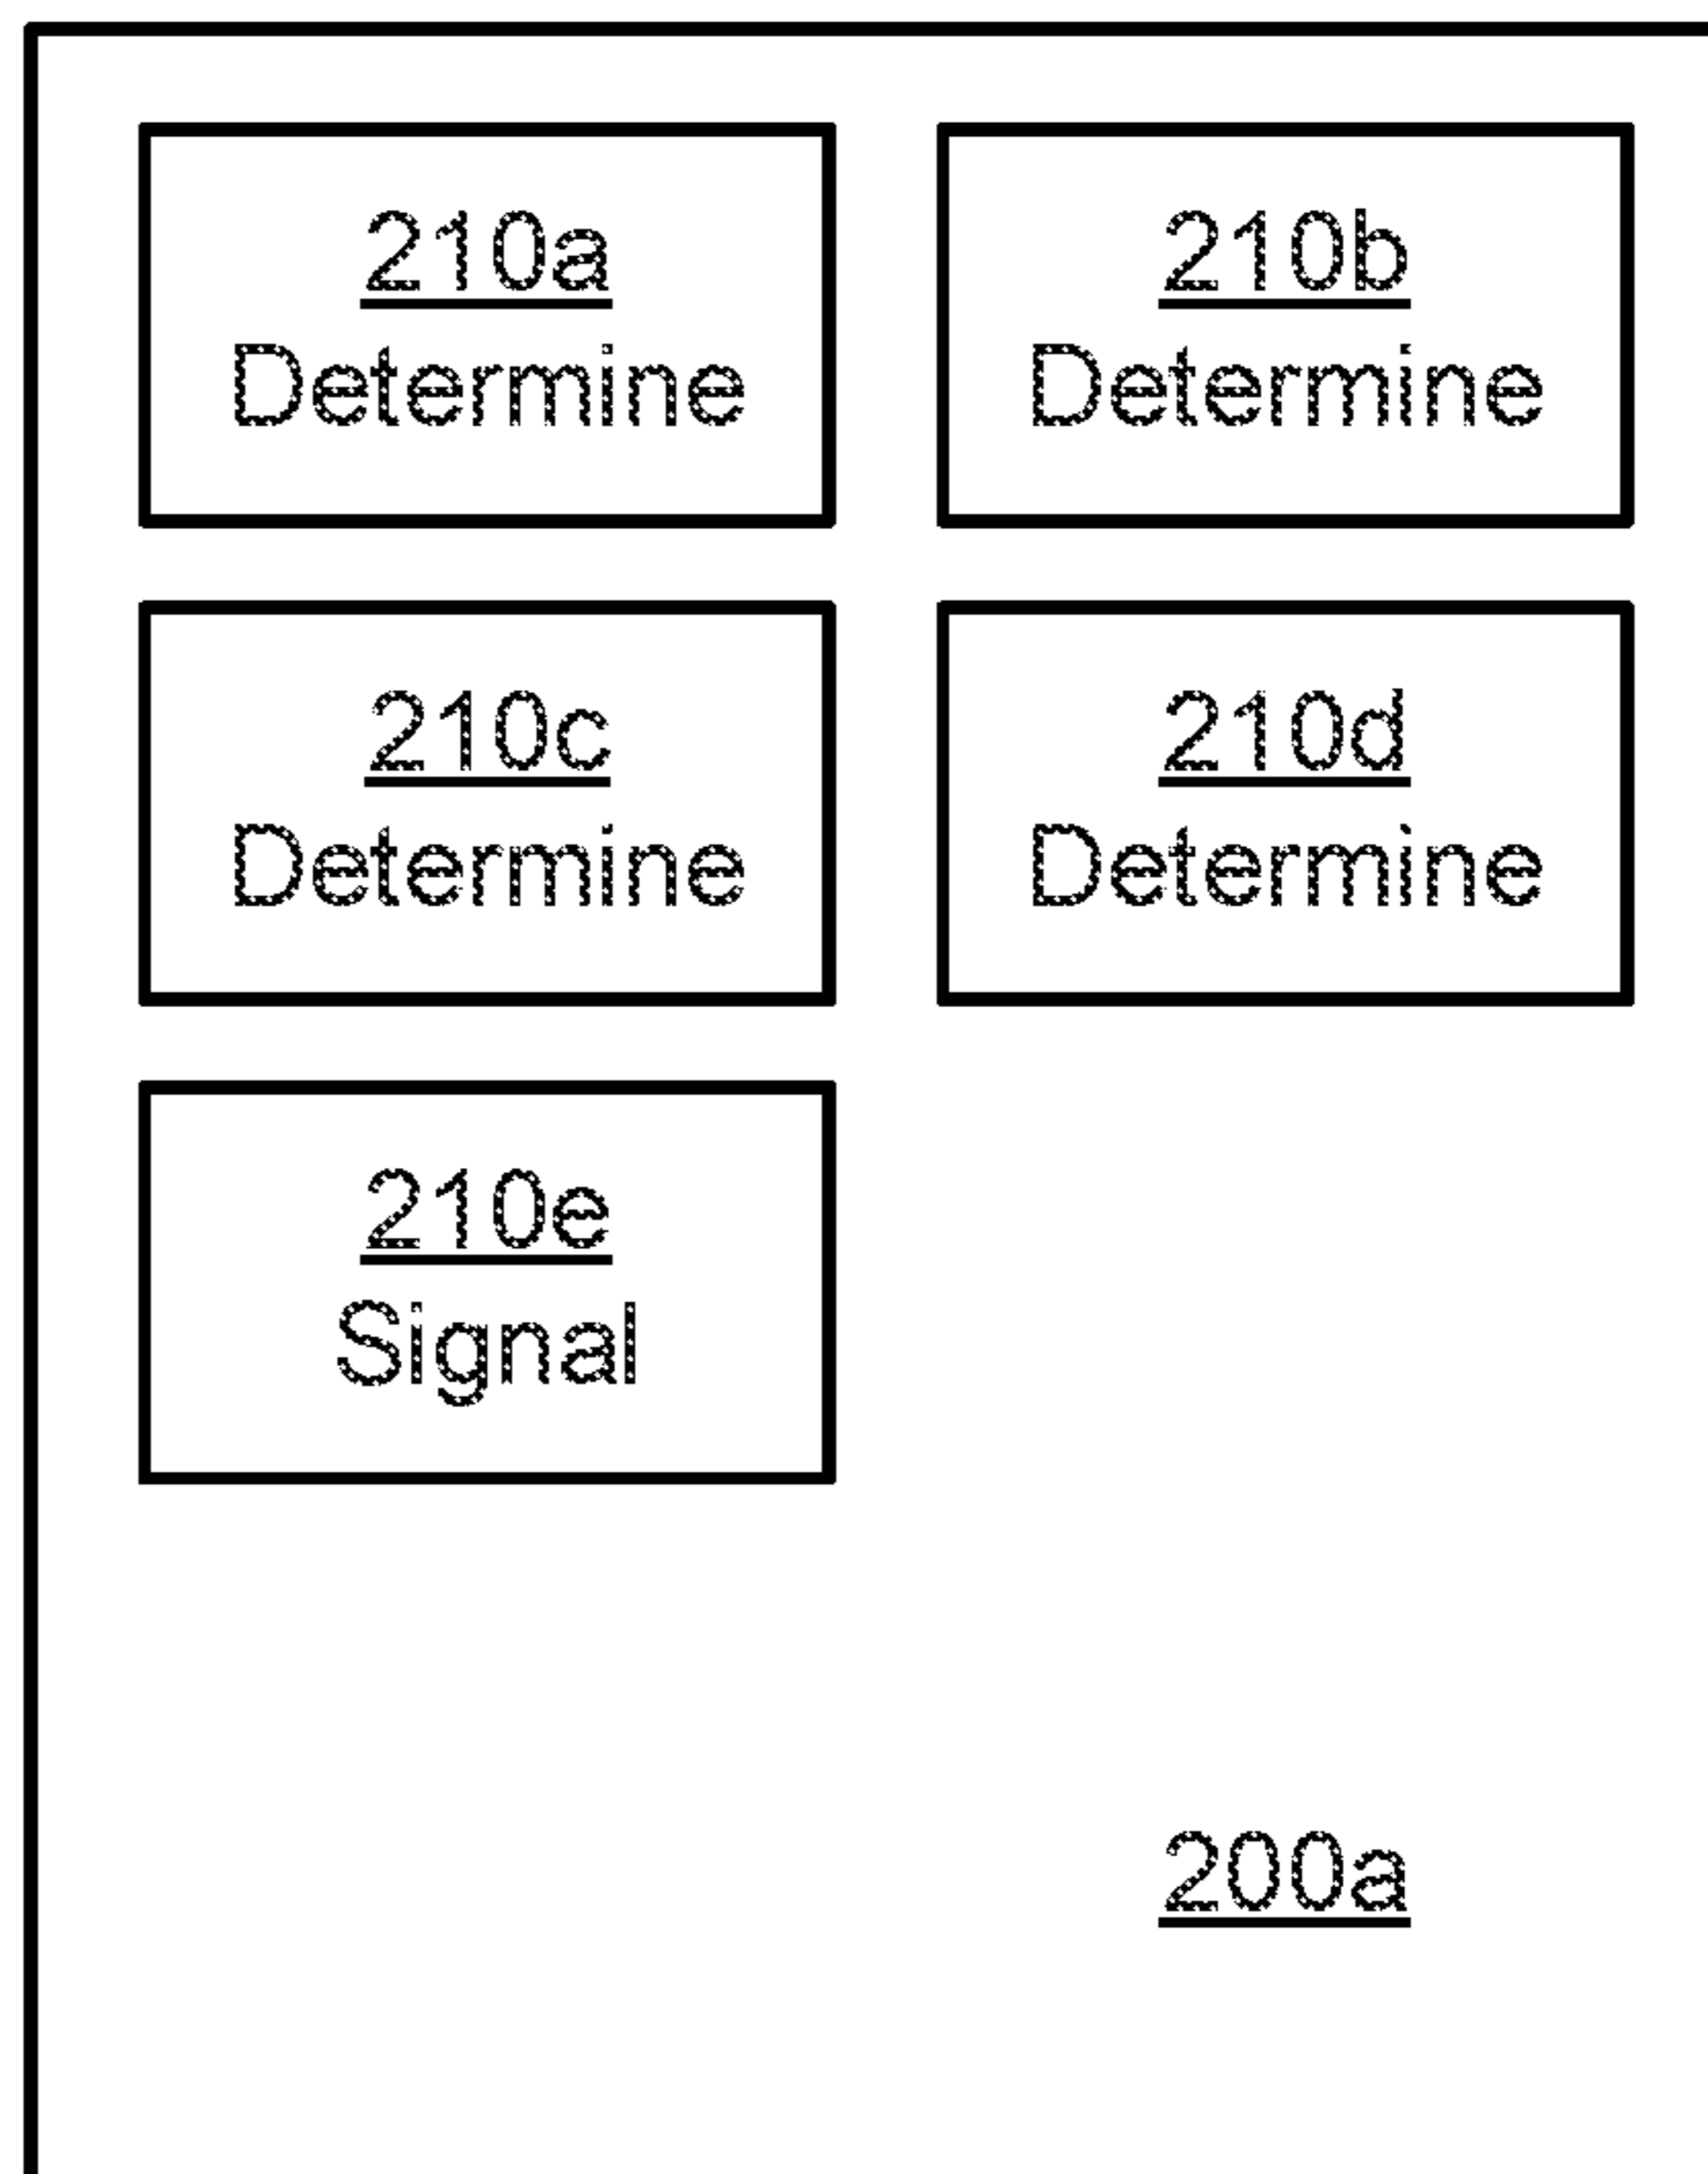 210a
Determine
210b
Determine
210c
Determine
210d
Determine
210e
Signal
200a